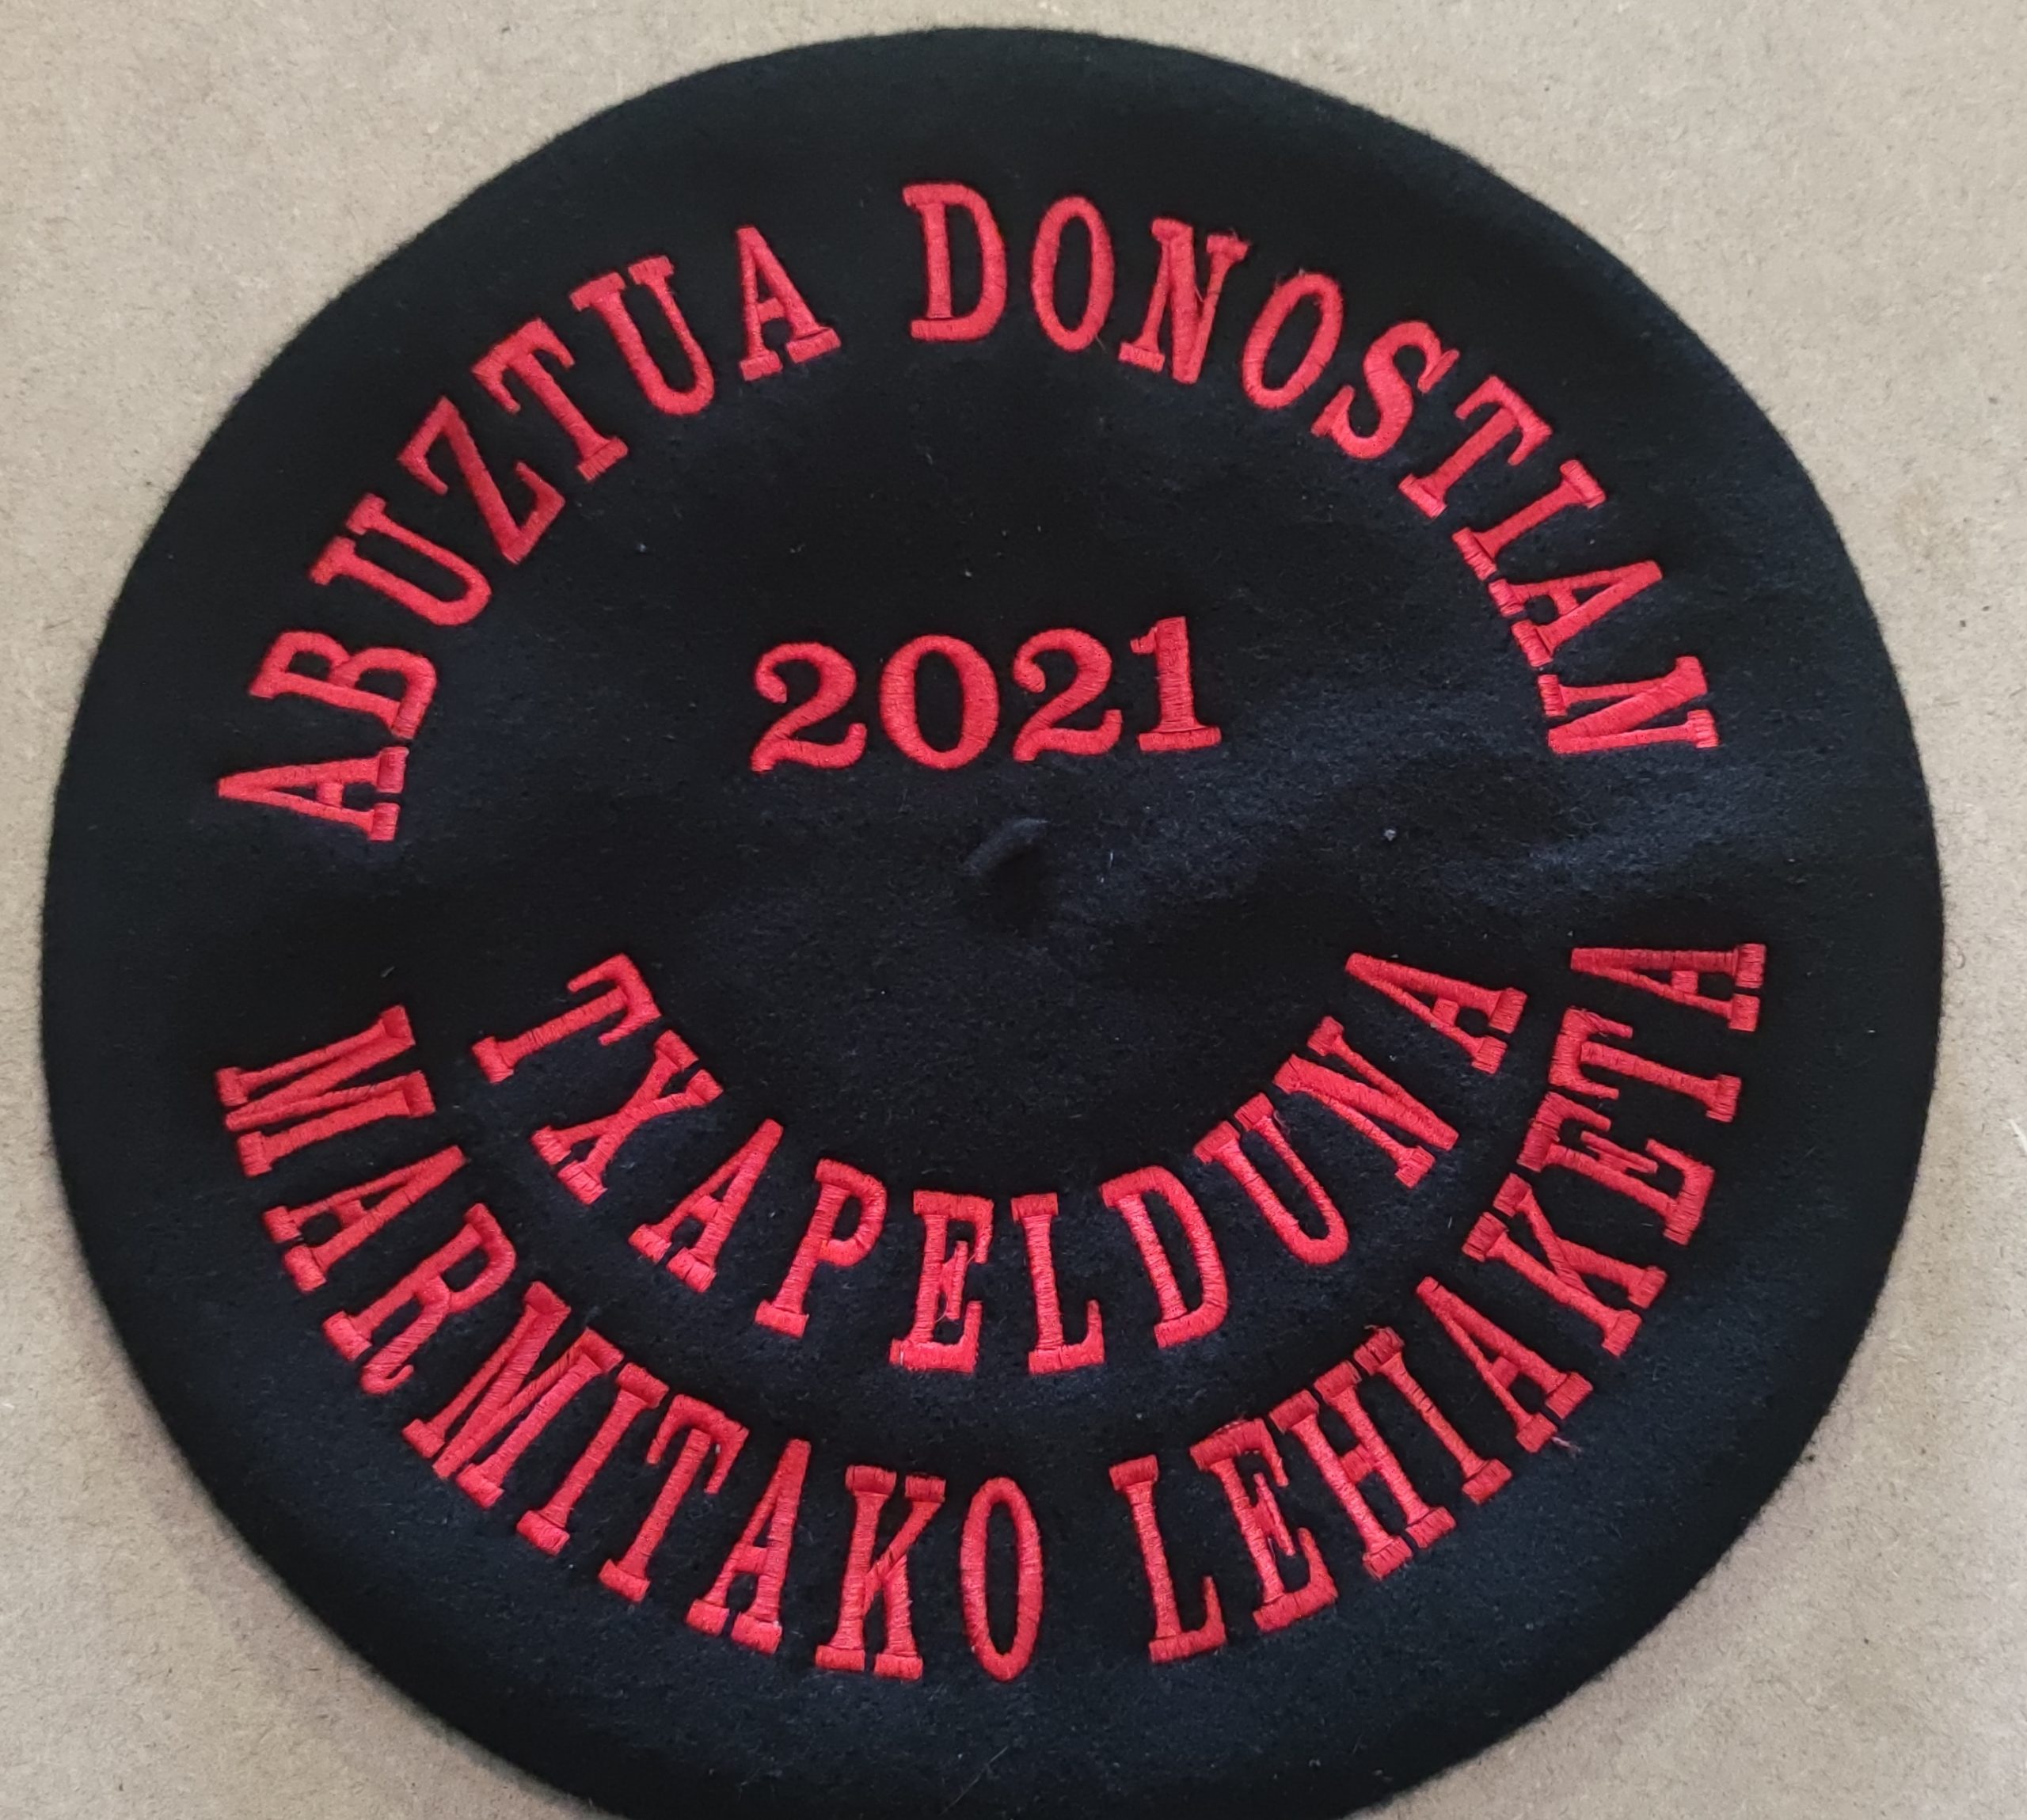 ABUZTUA DONOSTIAN
2021
TXAPELDUNA
MARMITAKO LEHIAKETA